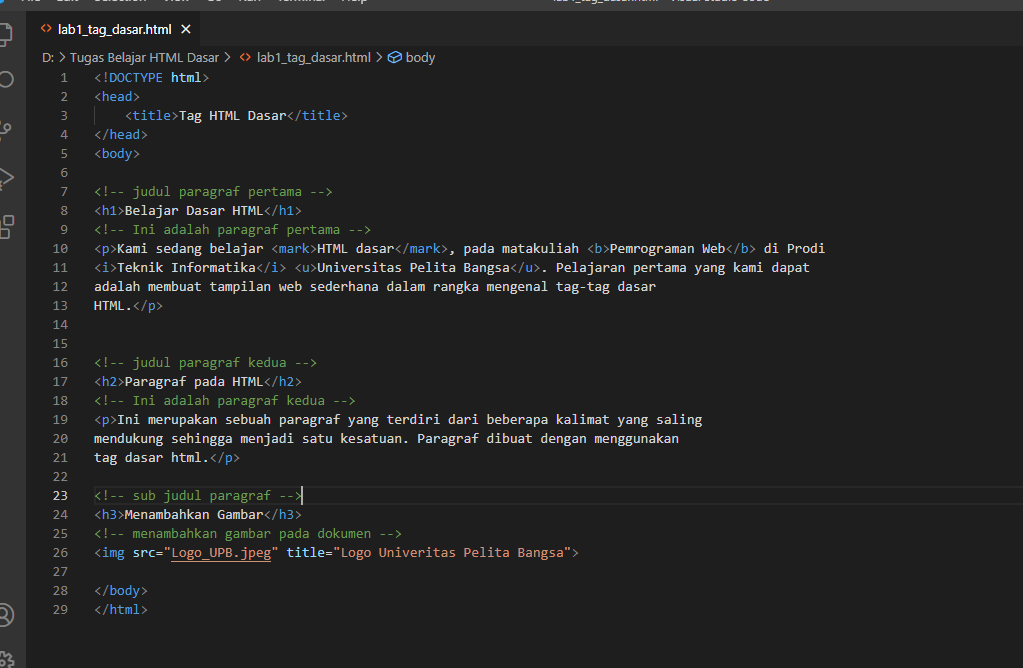 lab1_tag_dasar.html
D: > Tugas Belajar HTML Dasar > lab1_tag_dasar.html > body
1 <!DOCTYPE html>
2 <head>
3 <title>Tag HTML Dasar</title>
4 </head>
5 <body>
6
7 <!-- judul paragraf pertama -->
8 <h1>Belajar Dasar HTML</h1>
9 <!-- Ini adalah paragraf pertama -->
10 <p>Kami sedang belajar <mark>HTML dasar</mark>, pada matakuliah <b>Pemrograman Web</b> di Prodi
11 <i>Teknik Informatika</i> <u>Universitas Pelita Bangsa</u>. Pelajaran pertama yang kami dapat
12 adalah membuat tampilan web sederhana dalam rangka mengenal tag-tag dasar
13 HTML.</p>
14
15
16 <!-- judul paragraf kedua -->
17 <h2>Paragraf pada HTML</h2>
18 <!-- Ini adalah paragraf kedua -->
19 <p>Ini merupakan sebuah paragraf yang terdiri dari beberapa kalimat yang saling
20 mendukung sehingga menjadi satu kesatuan. Paragraf dibuat dengan menggunakan
21 tag dasar html.</p>
22
23 <!-- sub judul paragraf -->
24 <h3>Menambahkan Gambar</h3>
25 <!-- menambahkan gambar pada dokumen -->
26 <img src="Logo_UPB.jpeg" title="Logo Univeritas Pelita Bangsa">
27
28 </body>
29 </html>